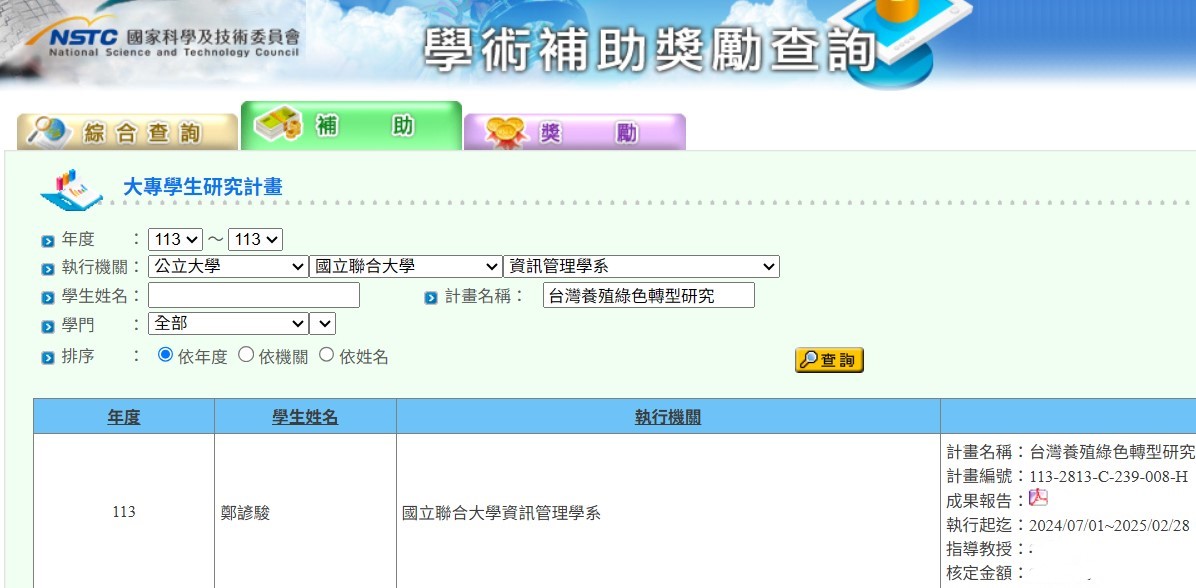 NSTC 國家科學及技術委員會
National Science and Technology Council
學術補助獎勵查詢
綜合查詢 補 助 獎 勵
大專學生研究計畫
年度 : 113 ~ 113
執行機關 : 公立大學 國立聯合大學 資訊管理學系
學生姓名 : 計畫名稱 : 台灣養殖綠色轉型研究
學門 : 全部
排序 : 依年度 依機關 依姓名 查詢
年度 學生姓名 執行機關
計畫名稱：台灣養殖綠色轉型研究
計畫編號：113-2813-C-239-008-H
成果報告：
113 鄭諺駿 國立聯合大學資訊管理學系
執行起迄：2024/07/01~2025/02/28
指導教授：
核定金額：